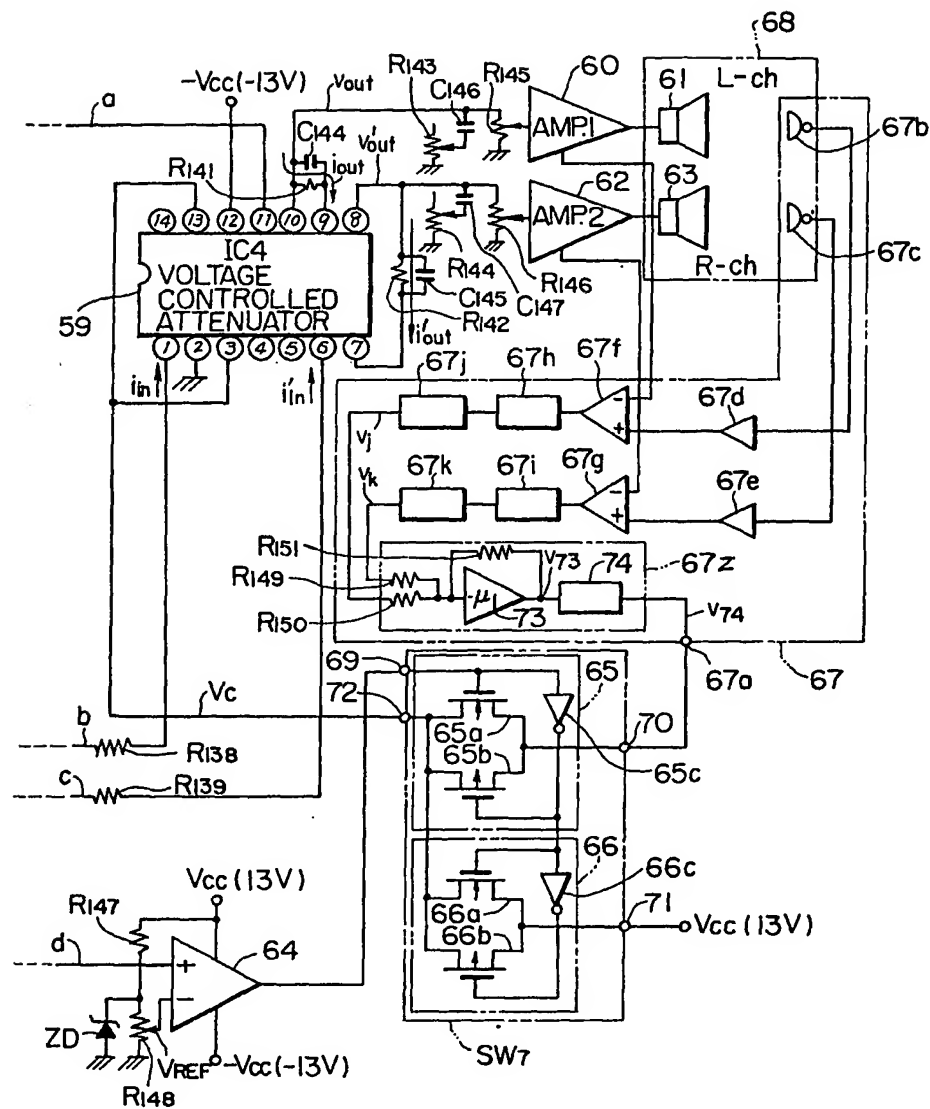 68
R143
R145
60
L-ch
-Vcc(-13V)
vout
C146
61
a
AMP.1
67b
C144
v'out
62
iout
63
R141
AMP.2
67c
14 13 12 11 10 9 8
IC4
VOLTAGE
CONTROLLED
ATTENUATOR
59
R144
R146
R-ch
C145
C147
R142
i'out
1 2 3 4 5 6 7
iin
i'in
67j
67h
67f
67d
-
+
vj
vk
67k
67i
67g
67e
-
+
R151
v73
74
67z
R149
-μ
R150
73
v74
69
65
67a
67
72
Vc
70
65a
b
65b
R138
65c
c
R139
66
66c
Vcc(13V)
71
R147
66a
Vcc(13V)
64
66b
d
+
-
ZD
VREF
-Vcc(-13V)
SW7
R148